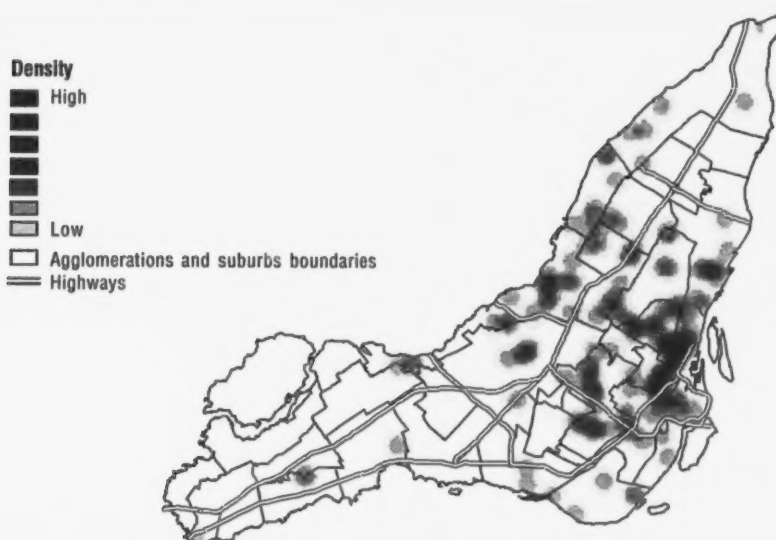 Density
High
Low
Agglomerations and suburbs boundaries
Highways